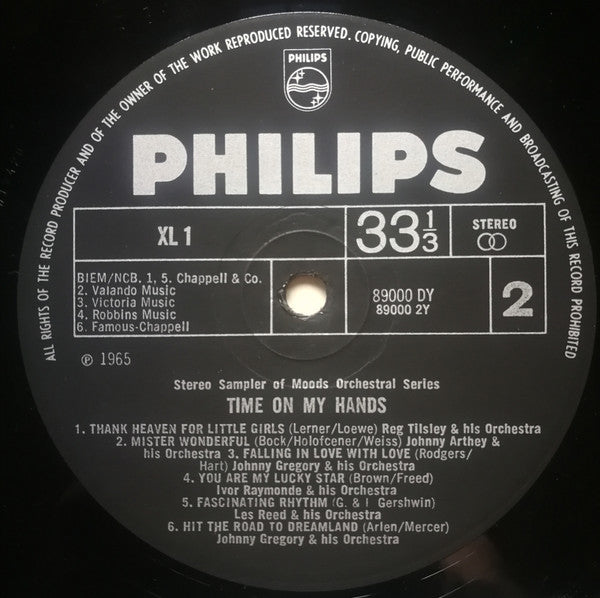 ALL RIGHTS OF THE RECORD PRODUCER AND OF THE OWNER OF THE WORK REPRODUCED RESERVED. COPYING, PUBLIC PERFORMANCE AND BROADCASTING OF THIS RECORD PROHIBITED
PHILIPS
PHILIPS
XL 1
33 1/3
STEREO
BIEM/NCB. 1, 5. Chappell & Co.
2. Valando Music
3. Victoria Music
4. Robbins Music
6. Famous-Chappell
89000 DY
89000 2Y
2
℗ 1965
Stereo Sampler of Moods Orchestral Series
TIME ON MY HANDS
1. THANK HEAVEN FOR LITTLE GIRLS (Lerner/Loewe) Reg Tilsley & his Orchestra
2. MISTER WONDERFUL (Bock/Holofcener/Weiss) Johnny Arthey &
his Orchestra 3. FALLING IN LOVE WITH LOVE (Rodgers/
Hart) Johnny Gregory & his Orchestra
4. YOU ARE MY LUCKY STAR (Brown/Freed)
Ivor Raymonde & his Orchestra
5. FASCINATING RHYTHM (G. & I. Gershwin)
Les Reed & his Orchestra
6. HIT THE ROAD TO DREAMLAND (Arlen/Mercer)
Johnny Gregory & his Orchestra